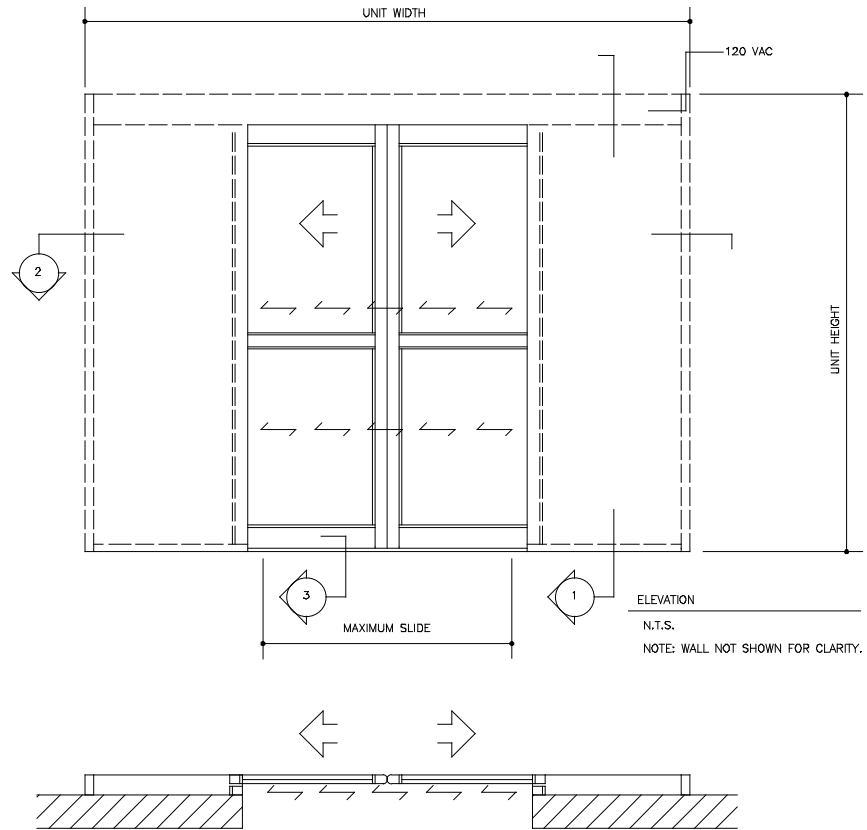 UNIT WIDTH
120 VAC
2
UNIT HEIGHT
3
1
ELEVATION
MAXIMUM SLIDE
N.T.S.
NOTE: WALL NOT SHOWN FOR CLARITY.